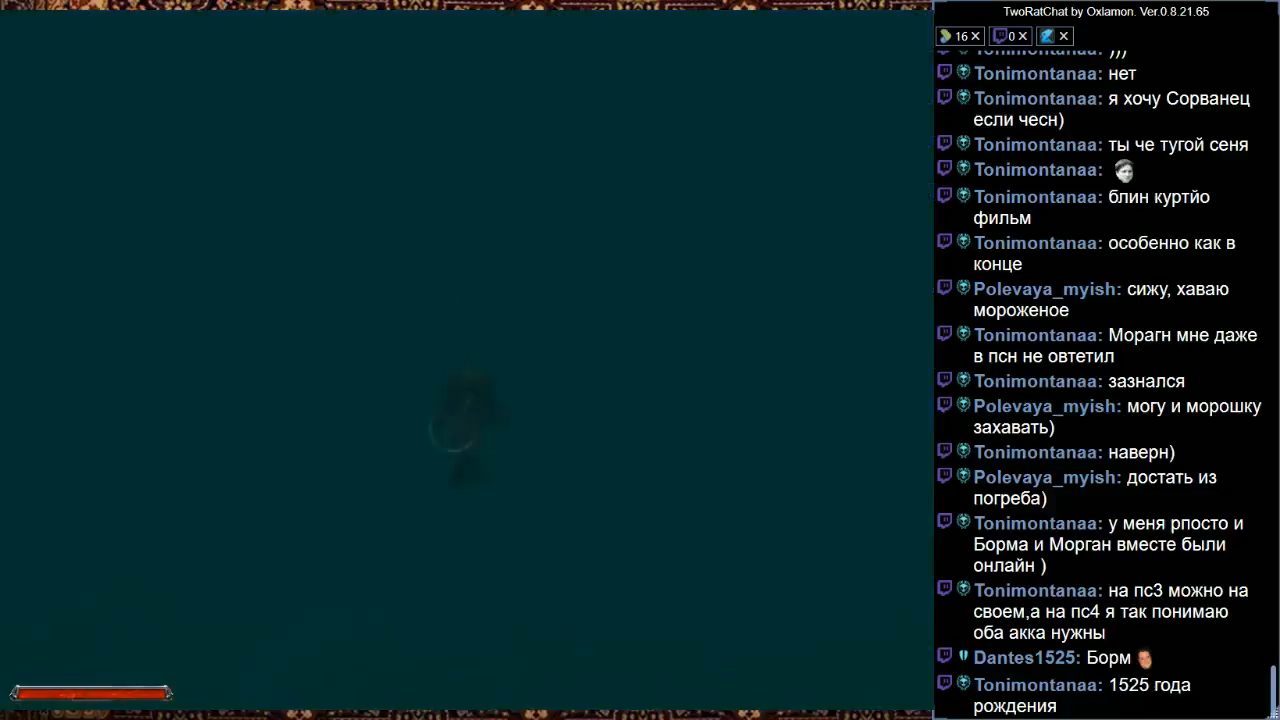 TwoRatChat by Oxlamon. Ver.0.8.21.65
16 × 0 × ×
Tonimontanaa: )))
Tonimontanaa: нет
Tonimontanaa: я хочу Сорванец
если чесн)
Tonimontanaa: ты че тугой сеня
Tonimontanaa:
Tonimontanaa: блин куртйо
фильм
Tonimontanaa: особенно как в
конце
Polevaya_myish: сижу, хаваю
мороженое
Tonimontanaa: Морагн мне даже
в псн не овтетил
Tonimontanaa: зазнался
Polevaya_myish: могу и морошку
захавать)
Tonimontanaa: наверн)
Polevaya_myish: достать из
погреба)
Tonimontanaa: у меня рпосто и
Борма и Морган вместе были
онлайн )
Tonimontanaa: на пс3 можно на
своем,а на пс4 я так понимаю
оба акка нужны
Dantes1525: Борм
Tonimontanaa: 1525 года
рождения